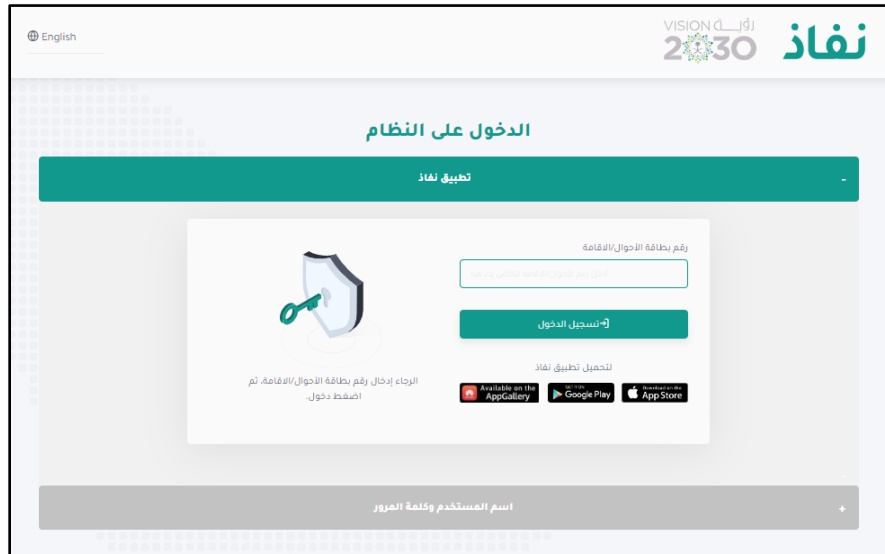 English
رؤيــة VISION
2030
نفاذ
الدخول على النظام
تطبيق نفاذ
-
رقم بطاقة الأحوال/الاقامة
تسجيل الدخول
لتحميل تطبيق نفاذ
Available on the AppGallery
GET IT ON Google Play
Download on the App Store
الرجاء إدخال رقم بطاقة الأحوال/الاقامة، ثم
اضغط دخول.
اسم المستخدم وكلمة المرور
+